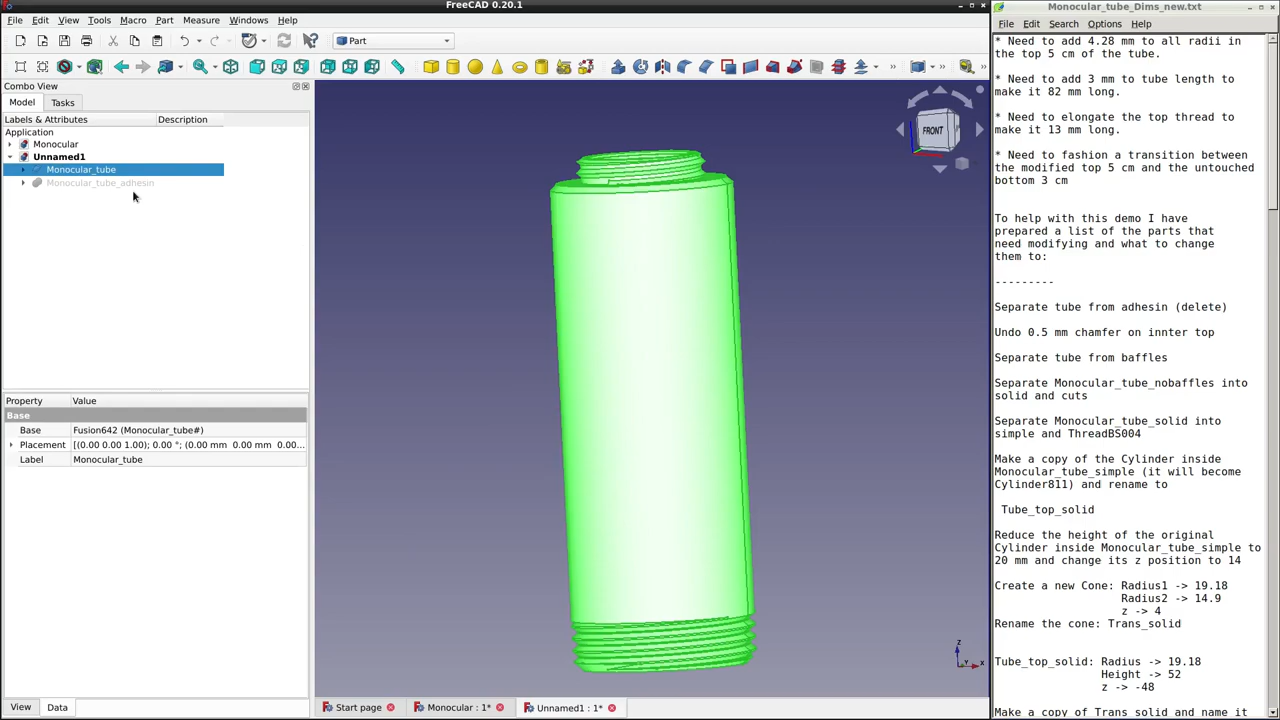 FreeCAD 0.20.1
File Edit View Tools Macro Part Measure Windows Help
Part
Combo View
Model Tasks
Labels & Attributes Description
Application
Monocular
Unnamed1
Monocular_tube
Monocular_tube_adhesin
Property Value
Base
Base Fusion642 (Monocular_tube#)
Placement [(0.00 0.00 1.00); 0.00 °; (0.00 mm 0.00 mm 0.00...
Label Monocular_tube
View Data
FRONT
Z
Y
X
Start page
Monocular : 1*
Unnamed1 : 1*
Monocular_tube_Dims_new.txt
File Edit Search Options Help
* Need to add 4.28 mm to all radii in
the top 5 cm of the tube.
* Need to add 3 mm to tube length to
make it 82 mm long.
* Need to elongate the top thread to
make it 13 mm long.
* Need to fashion a transition between
the modified top 5 cm and the untouched
bottom 3 cm
To help with this demo I have
prepared a list of the parts that
need modifying and what to change
them to:
---------
Separate tube from adhesin (delete)
Undo 0.5 mm chamfer on innter top
Separate tube from baffles
Separate Monocular_tube_nobaffles into
solid and cuts
Separate Monocular_tube_solid into
simple and ThreadBS004
Make a copy of the Cylinder inside
Monocular_tube_simple (it will become
Cylinder811) and rename to
Tube_top_solid
Reduce the height of the original
Cylinder inside Monocular_tube_simple to
20 mm and change its z position to 14
Create a new Cone: Radius1 -> 19.18
Radius2 -> 14.9
z -> 4
Rename the cone: Trans_solid
Tube_top_solid: Radius -> 19.18
Height -> 52
z -> -48
Make a copy of Trans_solid and name it